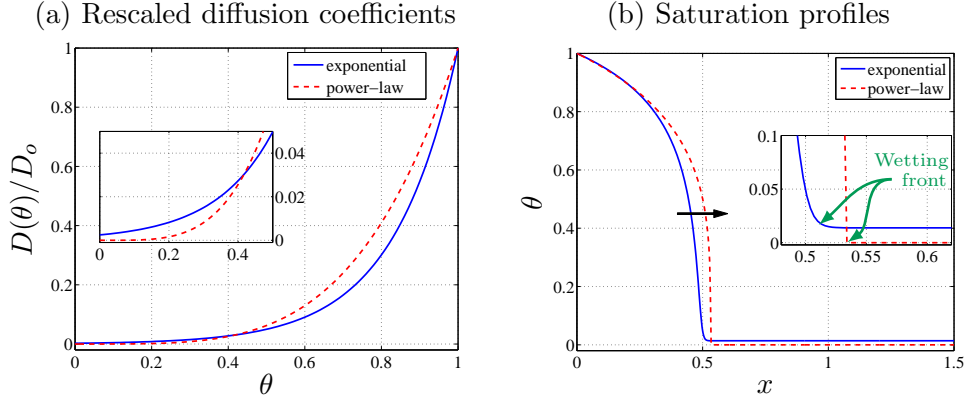 (a) Rescaled diffusion coefficients
1
0.8
0.6
0.4
0.2
0
D(θ)/D_o
exponential
power−law
0.04
0.02
0
0
0.2
0.4
0
0.2
0.4
0.6
0.8
1
θ
(b) Saturation profiles
1
0.8
0.6
0.4
0.2
0
θ
exponential
power−law
0.1
0.05
0
Wetting
front
0.5
0.55
0.6
0
0.5
1
1.5
x